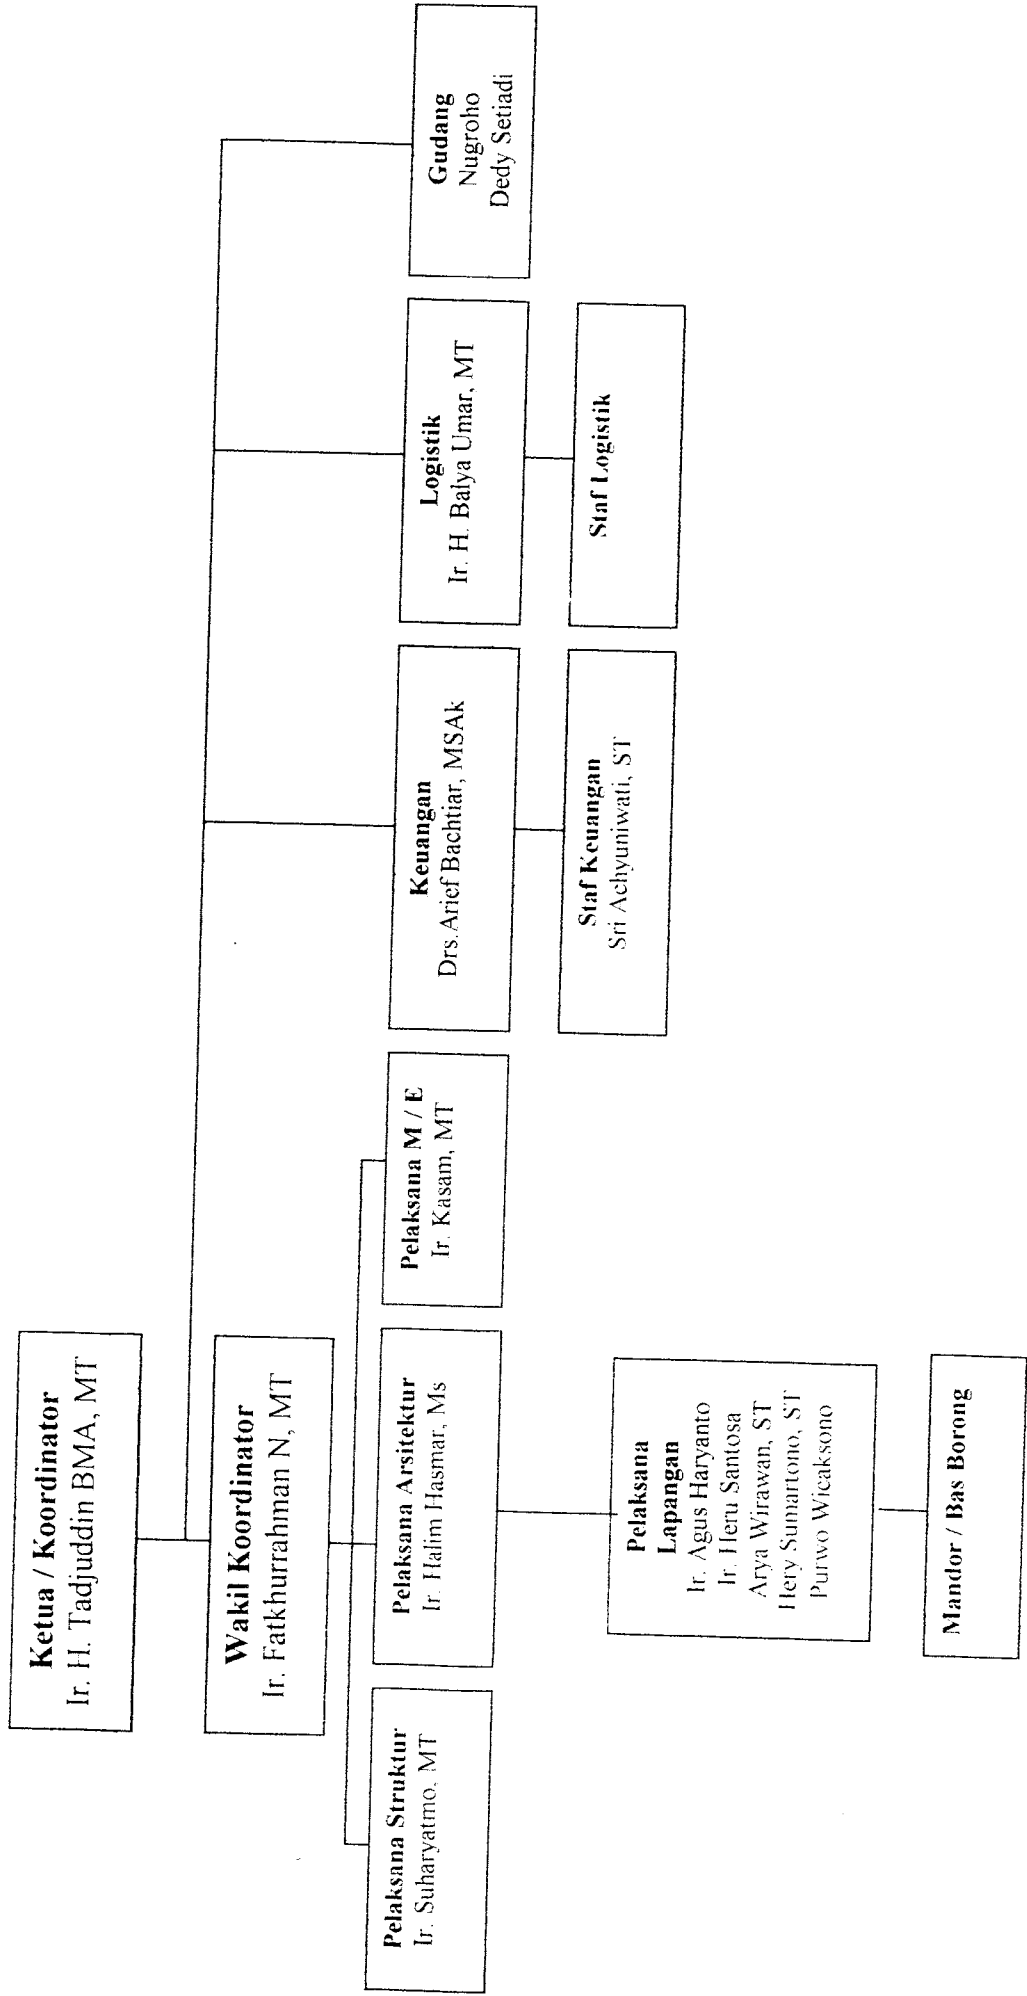 Ketua / Koordinator
Ir. H. Tadjuddin BMA, MT
Wakil Koordinator
Ir. Fatkhurrahman N, MT
Pelaksana Struktur
Ir. Suharyatmo, MT
Pelaksana Arsitektur
Ir. Halim Hasmar, Ms
Pelaksana M / E
Ir. Kasam, MT
Keuangan
Drs.Arief Bachtiar, MSAk
Logistik
Ir. H. Balya Umar, MT
Gudang
Nugroho
Dedy Setiadi
Staf Keuangan
Sri Achyuniwati, ST
Staf Logistik
Pelaksana
Lapangan
Ir. Agus Haryanto
Ir. Heru Santosa
Arya Wirawan, ST
Hery Sumartono, ST
Purwo Wicaksono
Mandor / Bas Borong